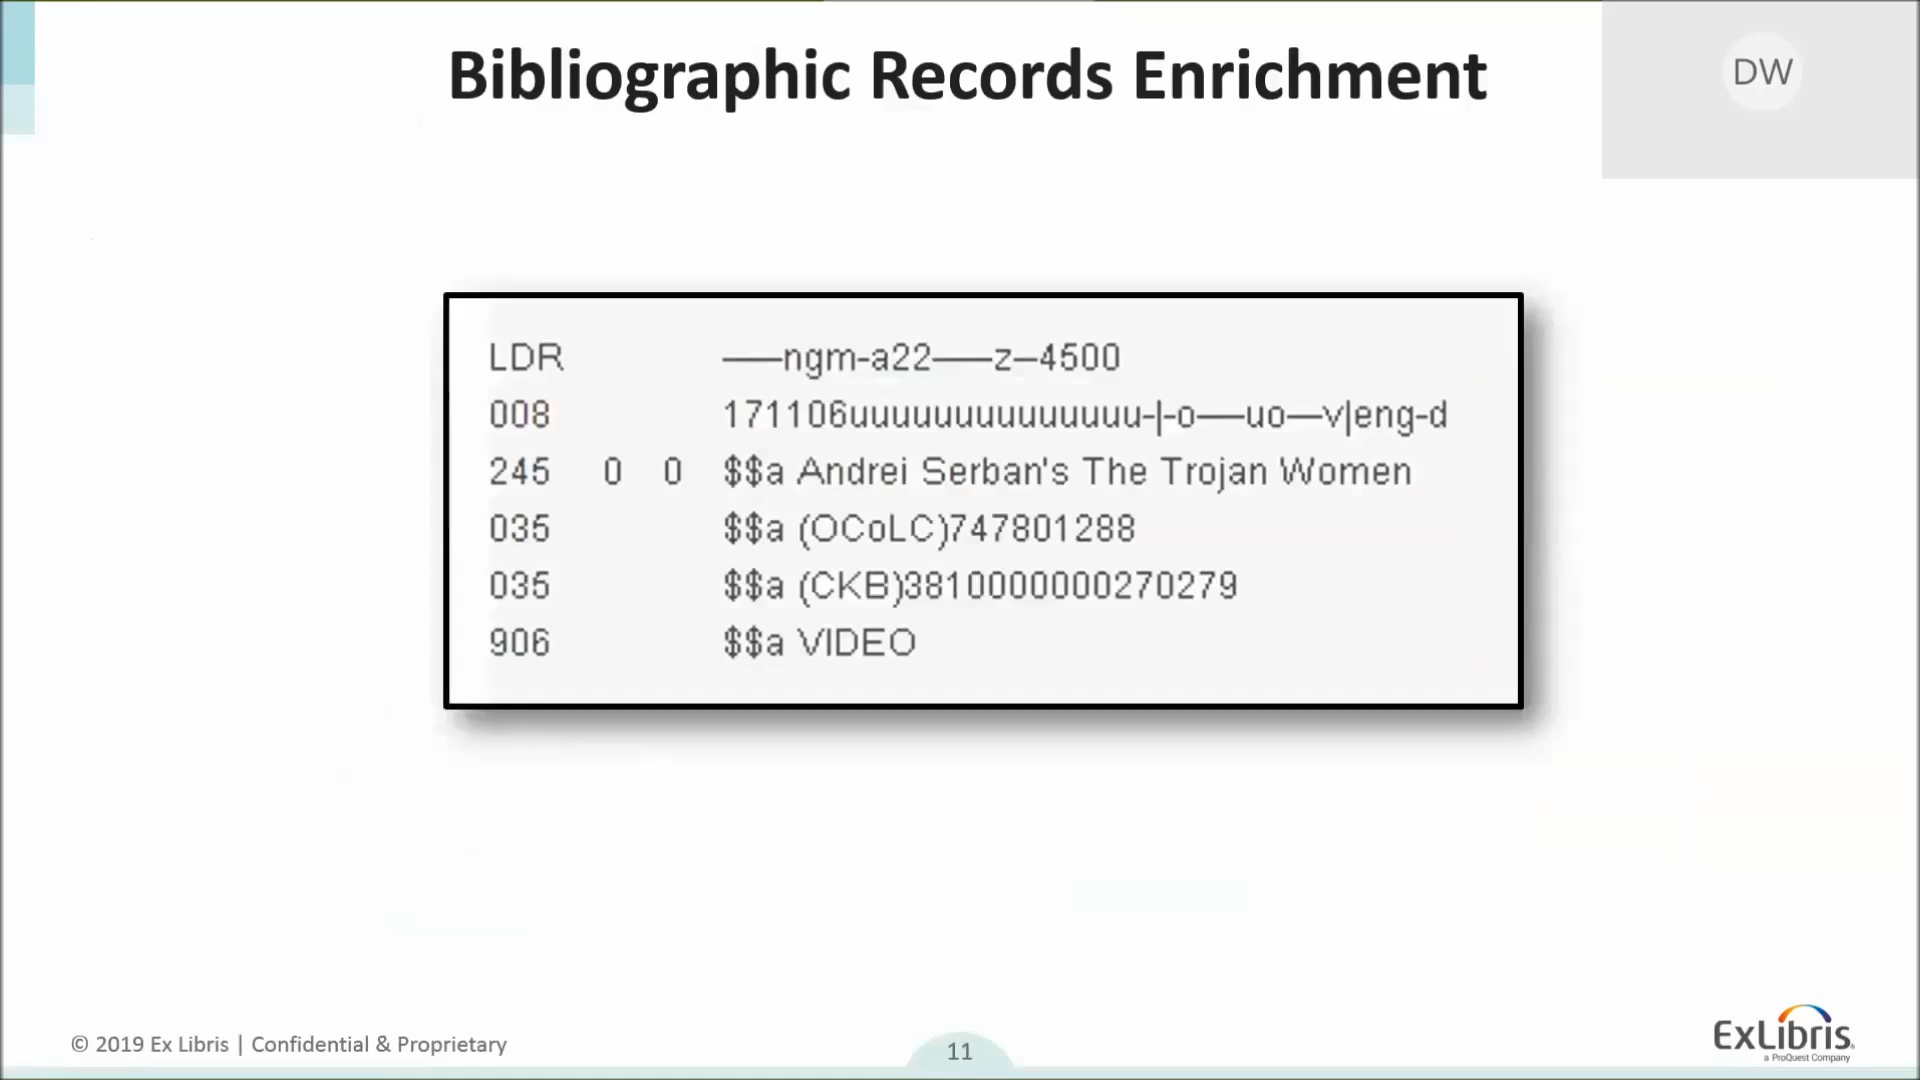 Bibliographic Records Enrichment
DW
LDR ——ngm-a22——z–4500
008 171106uuuuuuuuuuuuuu-|-o——uo—v|eng-d
245 0 0 $$a Andrei Serban's The Trojan Women
035 $$a (OCoLC)747801288
035 $$a (CKB)3810000000270279
906 $$a VIDEO
© 2019 Ex Libris | Confidential & Proprietary
11
ExLibris
a ProQuest Company